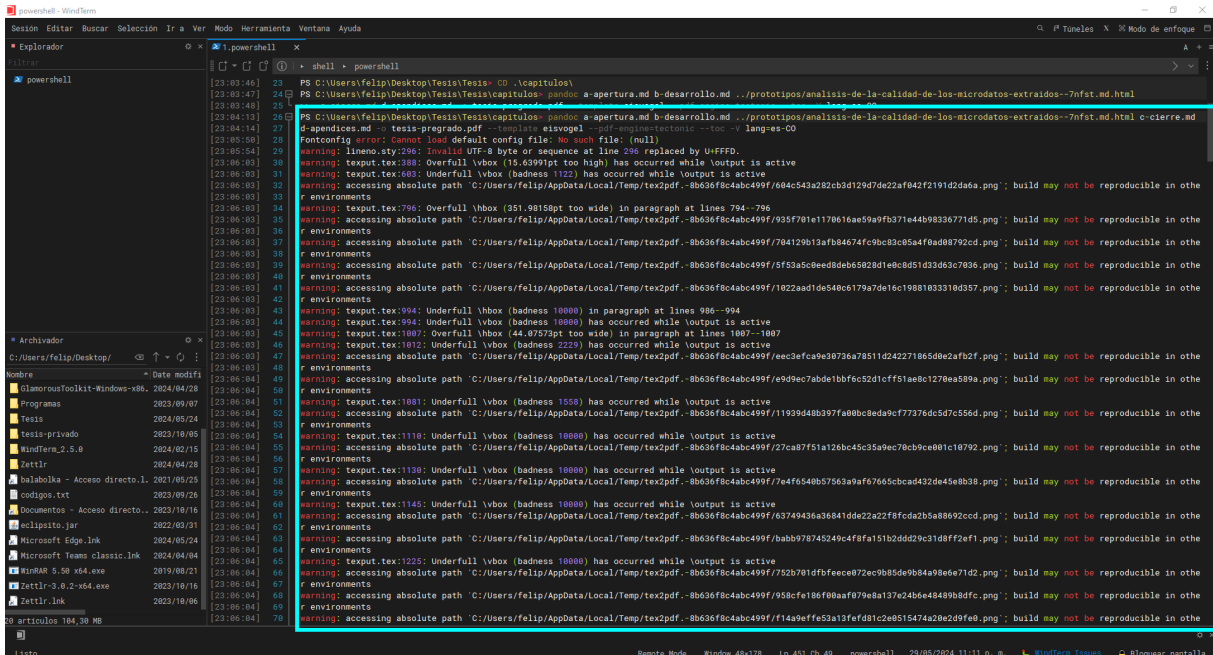 powershell - WindTerm
Sesión Editar Buscar Selección Ir a Ver Modo Herramienta Ventana Ayuda
Túneles X Modo de enfoque
Explorador
1.powershell ×
A + ≡
Filtrar
shell ▸ powershell
powershell
[23:03:46] 23 PS C:\Users\felip\Desktop\Tesis\Tesis> CD .\capitulos\
[23:03:47] 24 PS C:\Users\felip\Desktop\Tesis\Tesis\capitulos> pandoc a-apertura.md b-desarrollo.md ../prototipos/analisis-de-la-calidad-de-los-microdatos-extraidos--7nfst.md.html
[23:03:48] 25
[23:04:13] 26 PS C:\Users\felip\Desktop\Tesis\Tesis\capitulos> pandoc a-apertura.md b-desarrollo.md ../prototipos/analisis-de-la-calidad-de-los-microdatos-extraidos--7nfst.md.html c-cierre.md
[23:04:14] 27 d-apendices.md -o tesis-pregrado.pdf --template eisvogel --pdf-engine=tectonic --toc -V lang=es-CO
[23:05:50] 28 Fontconfig error: Cannot load default config file: No such file: (null)
[23:05:54] 29 warning: lineno.sty:296: Invalid UTF-8 byte or sequence at line 296 replaced by U+FFFD.
[23:06:03] 30 warning: texput.tex:388: Overfull \vbox (15.63991pt too high) has occurred while \output is active
[23:06:03] 31 warning: texput.tex:603: Underfull \vbox (badness 1122) has occurred while \output is active
[23:06:03] 32 warning: accessing absolute path `C:/Users/felip/AppData/Local/Temp/tex2pdf.-8b636f8c4abc499f/604c543a282cb3d129d7de22af042f2191d2da6a.png`; build may not be reproducible in othe
[23:06:03] 33 r environments
[23:06:03] 34 warning: texput.tex:796: Overfull \hbox (351.98158pt too wide) in paragraph at lines 794--796
[23:06:03] 35 warning: accessing absolute path `C:/Users/felip/AppData/Local/Temp/tex2pdf.-8b636f8c4abc499f/935f701e1170616ae59a9fb371e44b98336771d5.png`; build may not be reproducible in othe
[23:06:03] 36 r environments
[23:06:03] 37 warning: accessing absolute path `C:/Users/felip/AppData/Local/Temp/tex2pdf.-8b636f8c4abc499f/704129b13afb84674fc9bc83c05a4f0ad08792cd.png`; build may not be reproducible in othe
[23:06:03] 38 r environments
[23:06:03] 39 warning: accessing absolute path `C:/Users/felip/AppData/Local/Temp/tex2pdf.-8b636f8c4abc499f/5f53a5c0eed8deb65028d1e0c8d51d33d63c7036.png`; build may not be reproducible in othe
[23:06:03] 40 r environments
[23:06:03] 41 warning: accessing absolute path `C:/Users/felip/AppData/Local/Temp/tex2pdf.-8b636f8c4abc499f/1022aad1de540c6179a7de16c19881033310d357.png`; build may not be reproducible in othe
[23:06:03] 42 r environments
[23:06:03] 43 warning: texput.tex:994: Underfull \hbox (badness 10000) in paragraph at lines 986--994
[23:06:03] 44 warning: texput.tex:994: Underfull \vbox (badness 10000) has occurred while \output is active
[23:06:03] 45 warning: texput.tex:1007: Overfull \hbox (44.07573pt too wide) in paragraph at lines 1007--1007
[23:06:03] 46 warning: texput.tex:1012: Underfull \vbox (badness 2229) has occurred while \output is active
[23:06:03] 47 warning: accessing absolute path `C:/Users/felip/AppData/Local/Temp/tex2pdf.-8b636f8c4abc499f/eec3efca9e30736a78511d242271865d0e2afb2f.png`; build may not be reproducible in othe
[23:06:03] 48 r environments
[23:06:04] 49 warning: accessing absolute path `C:/Users/felip/AppData/Local/Temp/tex2pdf.-8b636f8c4abc499f/e9d9ec7abde1bbf6c52d1cff51ae8c1270ea589a.png`; build may not be reproducible in othe
[23:06:04] 50 r environments
[23:06:04] 51 warning: texput.tex:1081: Underfull \vbox (badness 1558) has occurred while \output is active
[23:06:04] 52 warning: accessing absolute path `C:/Users/felip/AppData/Local/Temp/tex2pdf.-8b636f8c4abc499f/11939d48b397fa00bc8eda9cf77376dc5d7c556d.png`; build may not be reproducible in othe
[23:06:04] 53 r environments
[23:06:04] 54 warning: texput.tex:1110: Underfull \vbox (badness 10000) has occurred while \output is active
[23:06:04] 55 warning: accessing absolute path `C:/Users/felip/AppData/Local/Temp/tex2pdf.-8b636f8c4abc499f/27ca87f51a126bc45c35a9ec70cb9ce001c10792.png`; build may not be reproducible in othe
[23:06:04] 56 r environments
[23:06:04] 57 warning: texput.tex:1130: Underfull \vbox (badness 10000) has occurred while \output is active
[23:06:04] 58 warning: accessing absolute path `C:/Users/felip/AppData/Local/Temp/tex2pdf.-8b636f8c4abc499f/7e4f6540b57563a9af67665cbcad432de45e8b38.png`; build may not be reproducible in othe
[23:06:04] 59 r environments
[23:06:04] 60 warning: texput.tex:1145: Underfull \vbox (badness 10000) has occurred while \output is active
[23:06:04] 61 warning: accessing absolute path `C:/Users/felip/AppData/Local/Temp/tex2pdf.-8b636f8c4abc499f/63749436a36841dde22a22f8fcda2b5a88692ccd.png`; build may not be reproducible in othe
[23:06:04] 62 r environments
[23:06:04] 63 warning: accessing absolute path `C:/Users/felip/AppData/Local/Temp/tex2pdf.-8b636f8c4abc499f/babb978745249c4f8fa151b2ddd29c31d8ff2ef1.png`; build may not be reproducible in othe
[23:06:04] 64 r environments
[23:06:04] 65 warning: texput.tex:1225: Underfull \vbox (badness 10000) has occurred while \output is active
[23:06:04] 66 warning: accessing absolute path `C:/Users/felip/AppData/Local/Temp/tex2pdf.-8b636f8c4abc499f/752b701dfbfeece072ec9b85de9b84a98e6e71d2.png`; build may not be reproducible in othe
[23:06:04] 67 r environments
[23:06:04] 68 warning: accessing absolute path `C:/Users/felip/AppData/Local/Temp/tex2pdf.-8b636f8c4abc499f/958cfe186f00aaf079e8a137e24b6e48489b8dfc.png`; build may not be reproducible in othe
[23:06:04] 69 r environments
[23:06:04] 70 warning: accessing absolute path `C:/Users/felip/AppData/Local/Temp/tex2pdf.-8b636f8c4abc499f/f14a9effe53a13fefd81c2e0515474a20e2d9fe0.png`; build may not be reproducible in othe
Archivador
C:/Users/felip/Desktop/
Nombre Date modifi
GlamorousToolkit-Windows-x86. 2024/04/28
Programas 2023/09/07
Tesis 2024/05/24
tesis-privado 2023/10/05
WindTerm_2.5.0 2024/02/15
Zettlr 2024/04/28
balabolka - Acceso directo.l. 2021/05/25
codigos.txt 2023/09/26
Documentos - Acceso directo.. 2023/10/16
eclipsito.jar 2022/03/31
Microsoft Edge.lnk 2024/05/24
Microsoft Teams classic.lnk 2024/04/04
WinRAR 5.50 x64.exe 2019/08/21
Zettlr-3.0.2-x64.exe 2023/10/16
Zettlr.lnk 2023/10/06
20 artículos 104,30 MB
Listo
Remote Mode Window 48×178 Ln 451 Ch 49 powershell 29/05/2024 11:11 p. m. WindTerm Issues Bloquear pantalla